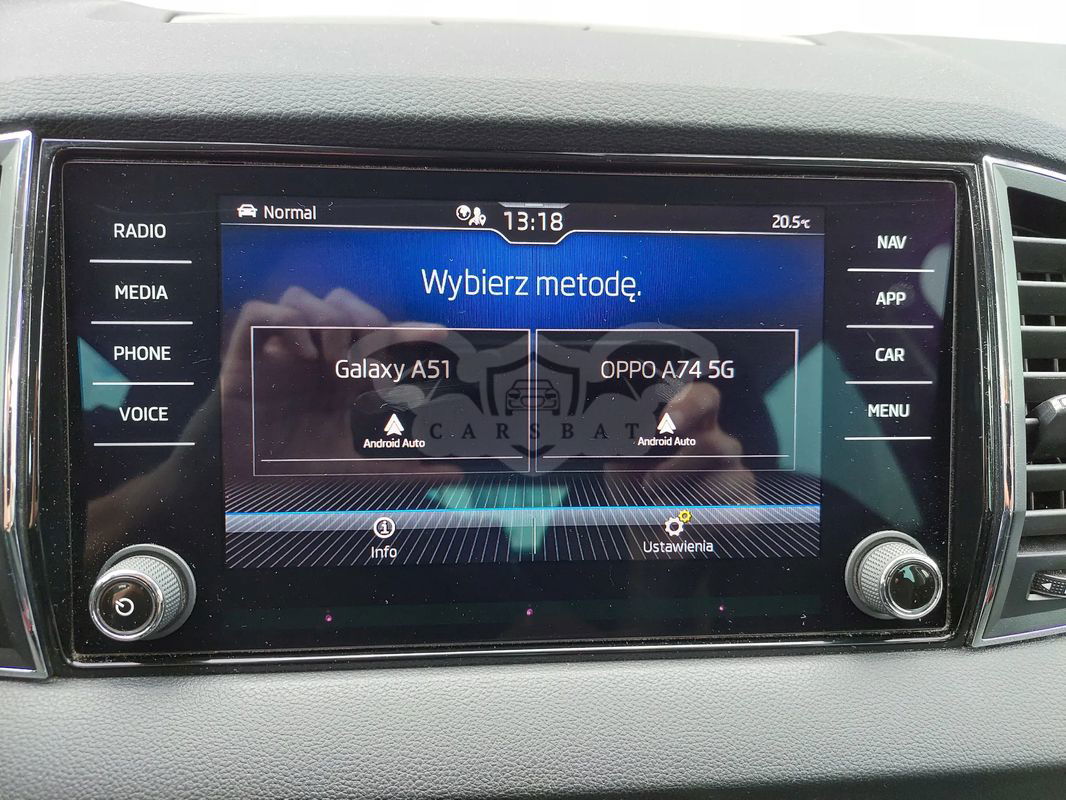 RADIO
MEDIA
PHONE
VOICE
Normal
13:18
20.5°C
Wybierz metodę.
Galaxy A51
Android Auto
OPPO A74 5G
Android Auto
CARSBAT
Info
Ustawienia
NAV
APP
CAR
MENU